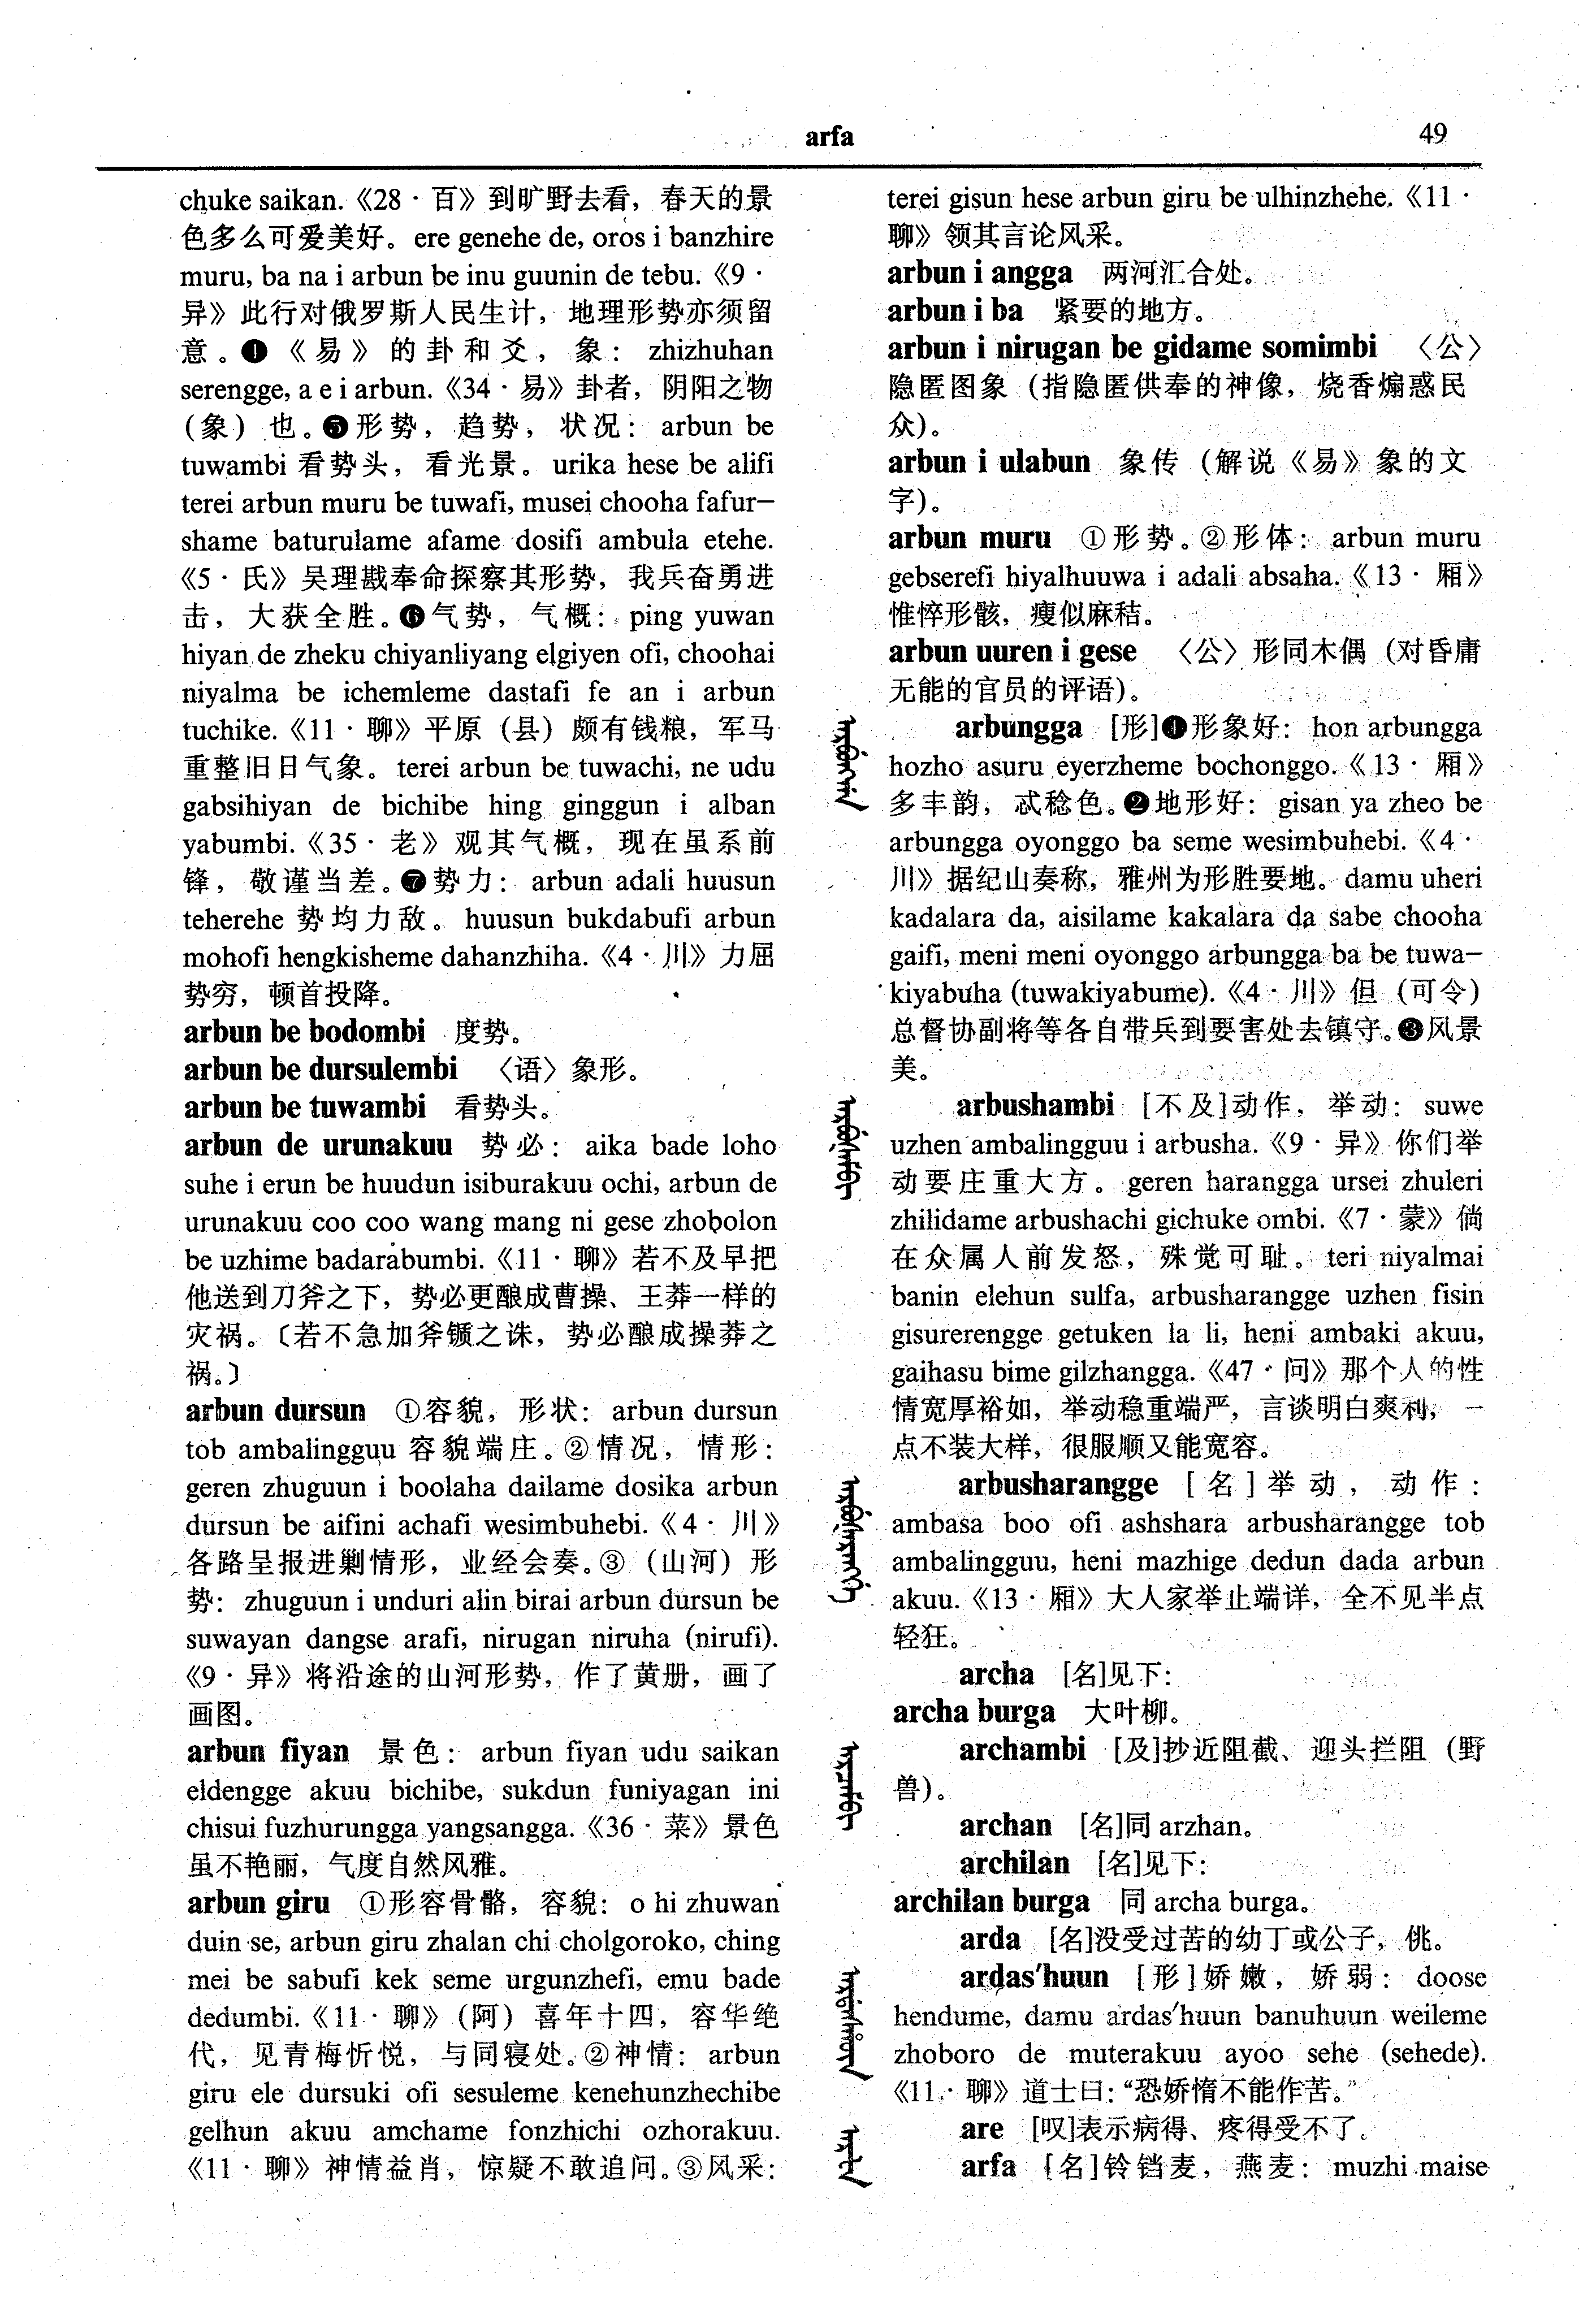 arfa
49
chuke saikan.《28·百》到旷野去看，春天的景
色多么可爱美好。ere genehe de, oros i banzhire
muru, ba na i arbun be inu guunin de tebu.《9·
异》此行对俄罗斯人民生计，地理形势亦须留
意。❶《易》的卦和爻，象：zhizhuhan
serengge, a e i arbun.《34·易》卦者，阴阳之物
（象）也。❺形势，趋势，状况：arbun be
tuwambi 看势头，看光景。urika hese be alifi
terei arbun muru be tuwafi, musei chooha fafur-
shame baturulame afame dosifi ambula etehe.
《5·氏》吴理戡奉命探察其形势，我兵奋勇进
击，大获全胜。❻气势，气概：ping yuwan
hiyan de zheku chiyanliyang elgiyen ofi, choohai
niyalma be ichemleme dastafi fe an i arbun
tuchike.《11·聊》平原（县）颇有钱粮，军马
重整旧日气象。terei arbun be tuwachi, ne udu
gabsihiyan de bichibe hing ginggun i alban
yabumbi.《35·老》观其气概，现在虽系前
锋，敬谨当差。❼势力：arbun adali huusun
teherehe 势均力敌。huusun bukdabufi arbun
mohofi hengkisheme dahanzhiha.《4·川》力屈
势穷，顿首投降。
arbun be bodombi 度势。
arbun be dursulembi 〈语〉象形。
arbun be tuwambi 看势头。
arbun de urunakuu 势必：aika bade loho
suhe i erun be huudun isiburakuu ochi, arbun de
urunakuu coo coo wang mang ni gese zhobolon
be uzhime badarabumbi.《11·聊》若不及早把
他送到刀斧之下，势必更酿成曹操、王莽一样的
灾祸。〔若不急加斧锧之诛，势必酿成操莽之
祸。〕
arbun dursun ①容貌，形状：arbun dursun
tob ambalingguu 容貌端庄。②情况，情形：
geren zhuguun i boolaha dailame dosika arbun
dursun be aifini achafi wesimbuhebi.《4·川》
各路呈报进剿情形，业经会奏。③（山河）形
势：zhuguun i unduri alin birai arbun dursun be
suwayan dangse arafi, nirugan niruha (nirufi).
《9·异》将沿途的山河形势，作了黄册，画了
画图。
arbun fiyan 景色：arbun fiyan udu saikan
eldengge akuu bichibe, sukdun funiyagan ini
chisui fuzhurungga yangsangga.《36·菜》景色
虽不艳丽，气度自然风雅。
arbun giru ①形容骨骼，容貌：o hi zhuwan
duin se, arbun giru zhalan chi cholgoroko, ching
mei be sabufi kek seme urgunzhefi, emu bade
dedumbi.《11·聊》（阿）喜年十四，容华绝
代，见青梅忻悦，与同寝处。②神情：arbun
giru ele dursuki ofi sesuleme kenehunzhechibe
gelhun akuu amchame fonzhichi ozhorakuu.
《11·聊》神情益肖，惊疑不敢追问。③风采：
terei gisun hese arbun giru be ulhinzhehe.《11·
聊》领其言论风采。
arbun i angga 两河汇合处。
arbun i ba 紧要的地方。
arbun i nirugan be gidame somimbi 〈公〉
隐匿图象（指隐匿供奉的神像，烧香煽惑民
众）。
arbun i ulabun 象传（解说《易》象的文
字）。
arbun muru ①形势。②形体：arbun muru
gebserefi hiyalhuuwa i adali absaha.《13·厢》
惟悴形骸，瘦似麻秸。
arbun uuren i gese 〈公〉形同木偶（对昏庸
无能的官员的评语）。
arbungga [形]❶形象好：hon arbungga
hozho asuru eyerzheme bochonggo.《13·厢》
多丰韵，忒稔色。❷地形好：gisan ya zheo be
arbungga oyonggo ba seme wesimbuhebi.《4·
川》据纪山奏称，雅州为形胜要地。damu uheri
kadalara da, aisilame kakalara da sabe chooha
gaifi, meni meni oyonggo arbungga ba be tuwa-
kiyabuha (tuwakiyabume).《4·川》但（可令）
总督协副将等各自带兵到要害处去镇守。❸风景
美。
arbushambi [不及]动作，举动：suwe
uzhen ambalingguu i arbusha.《9·异》你们举
动要庄重大方。geren harangga ursei zhuleri
zhilidame arbushachi gichuke ombi.《7·蒙》倘
在众属人前发怒，殊觉可耻。teri niyalmai
banin elehun sulfa, arbusharangge uzhen fisin
gisurerengge getuken la li, heni ambaki akuu,
gaihasu bime gilzhangga.《47·问》那个人的性
情宽厚裕如，举动稳重端严，言谈明白爽利，一
点不装大样，很服顺又能宽容。
arbusharangge [名]举动，动作：
ambasa boo ofi ashshara arbusharangge tob
ambalingguu, heni mazhige dedun dada arbun
akuu.《13·厢》大人家举止端详，全不见半点
轻狂。
archa [名]见下：
archa burga 大叶柳。
archambi [及]抄近阻截、迎头拦阻（野
兽）。
archan [名]同 arzhan。
archilan [名]见下：
archilan burga 同 archa burga。
arda [名]没受过苦的幼丁或公子，佻。
ardas'huun [形]娇嫩，娇弱：doose
hendume, damu ardas'huun banuhuun weileme
zhoboro de muterakuu ayoo sehe (sehede).
《11·聊》道士曰：“恐娇惰不能作苦。”
are [叹]表示病得、疼得受不了。
arfa [名]铃铛麦，燕麦：muzhi maise